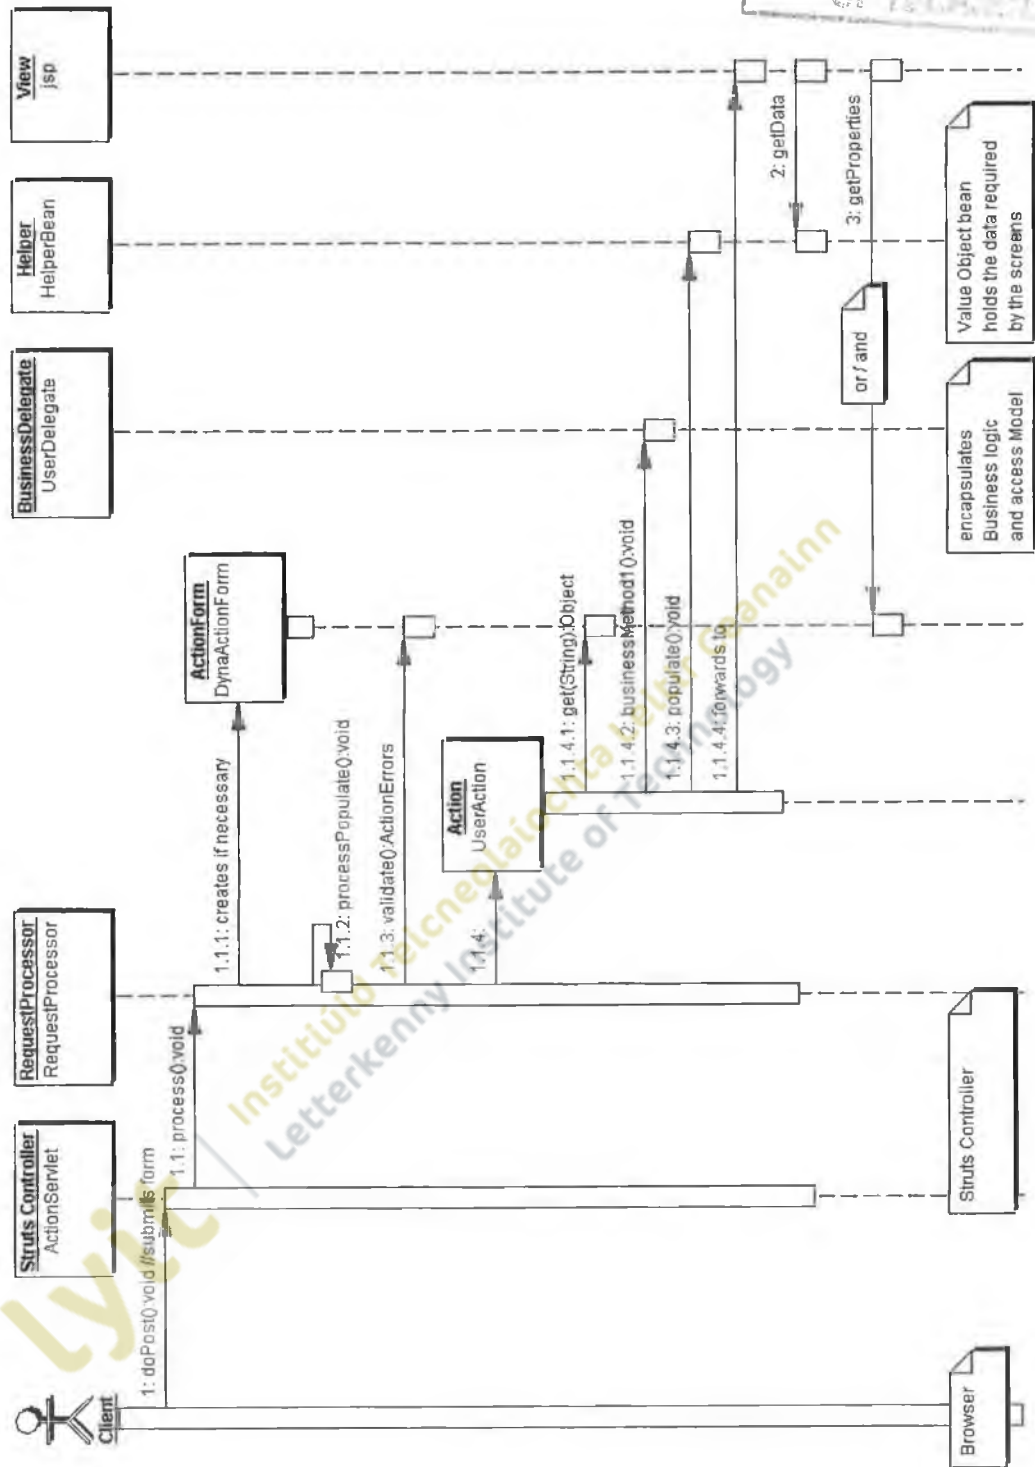 Client
Struts Controller
ActionServlet
RequestProcessor
RequestProcessor
ActionForm
DynaActionForm
Action
UserAction
BusinessDelegate
UserDelegate
Helper
HelperBean
View
jsp
1: doPost():void //submits form
1.1: process():void
1.1.1: creates if necessary
1.1.2: processPopulate():void
1.1.3: validate():ActionErrors
1.1.4:
1.1.4.1: get(String):Object
1.1.4.2: businessMethod1():void
1.1.4.3: populate():void
1.1.4.4: forwards to
2: getData
3: getProperties
or / and
Browser
Struts Controller
encapsulates
Business logic
and access Model
Value Object bean
holds the data required
by the screens
lyit
Institiúid Teicneolaíochta Leitir Ceanainn
Letterkenny Institute of Technology